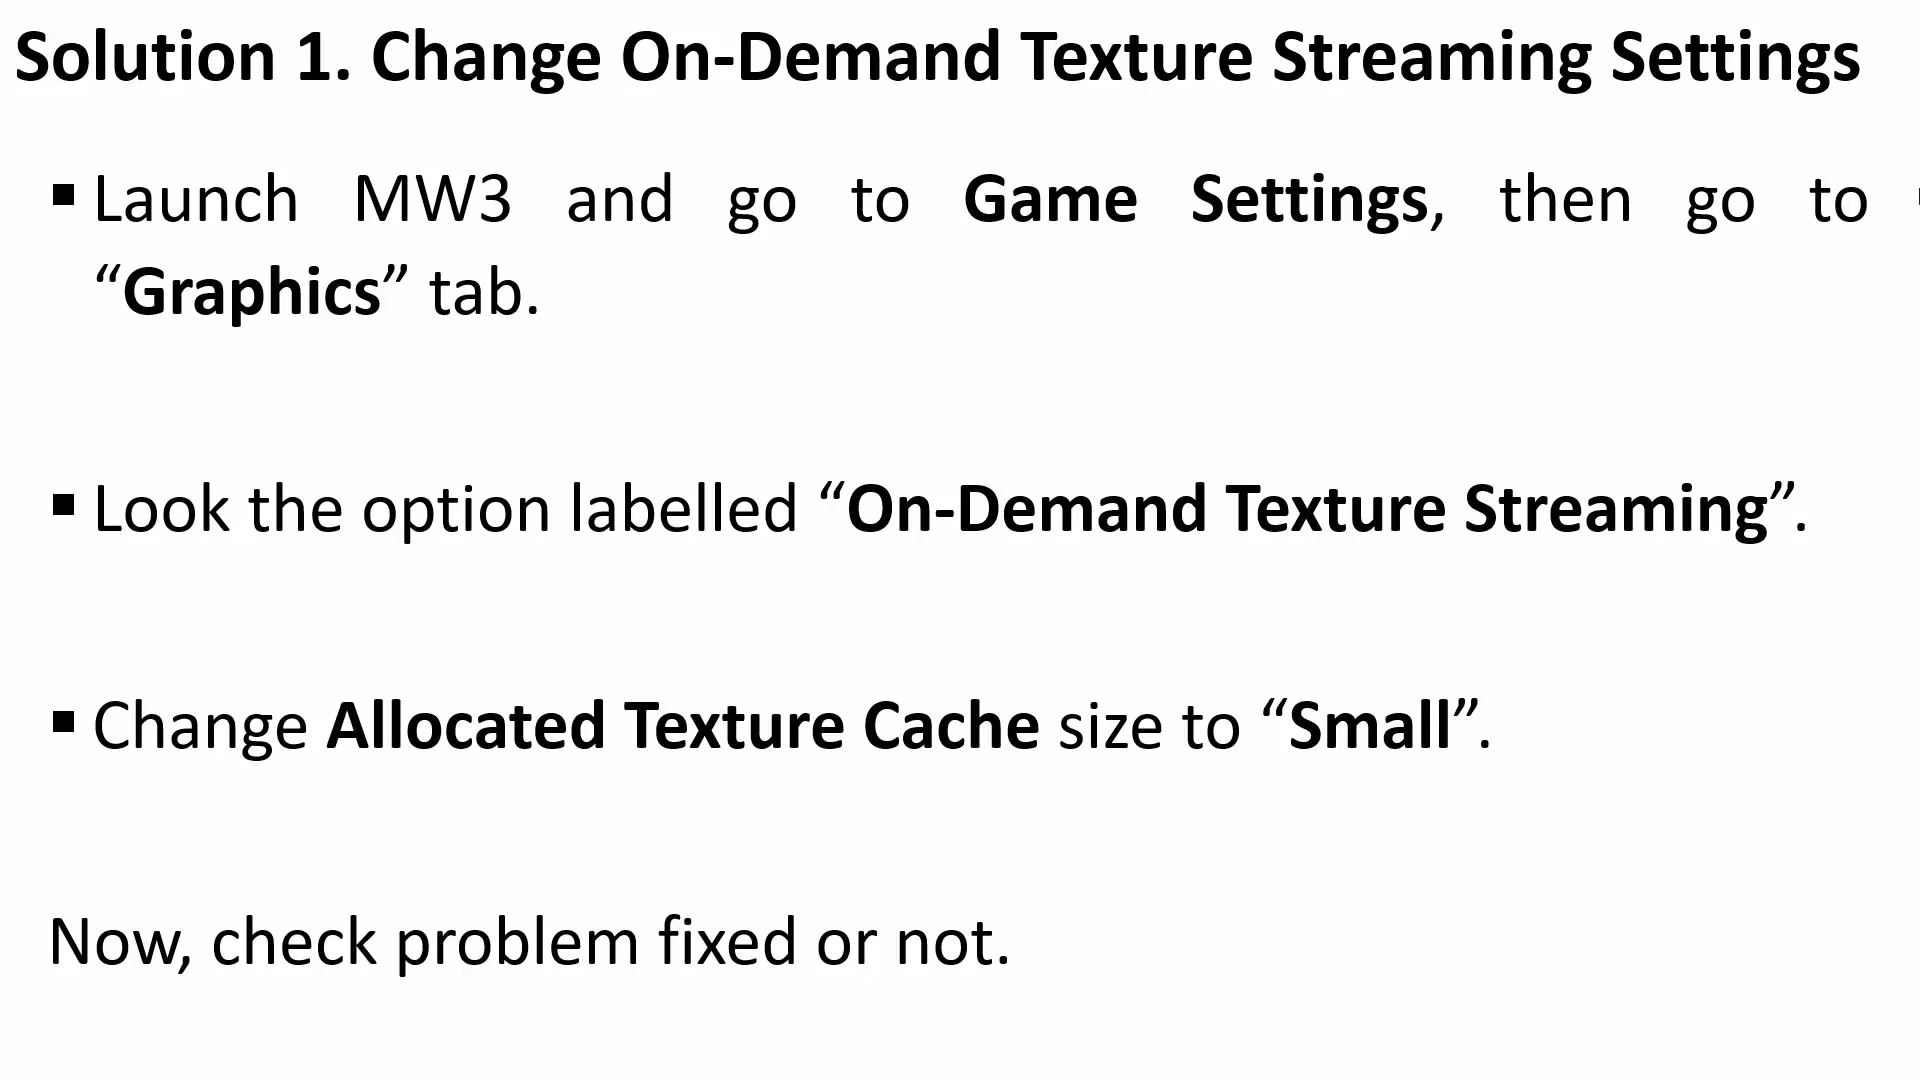 Solution 1. Change On-Demand Texture Streaming Settings
▪ Launch MW3 and go to Game Settings, then go to
“Graphics” tab.
▪ Look the option labelled “On-Demand Texture Streaming”.
▪ Change Allocated Texture Cache size to “Small”.
Now, check problem fixed or not.